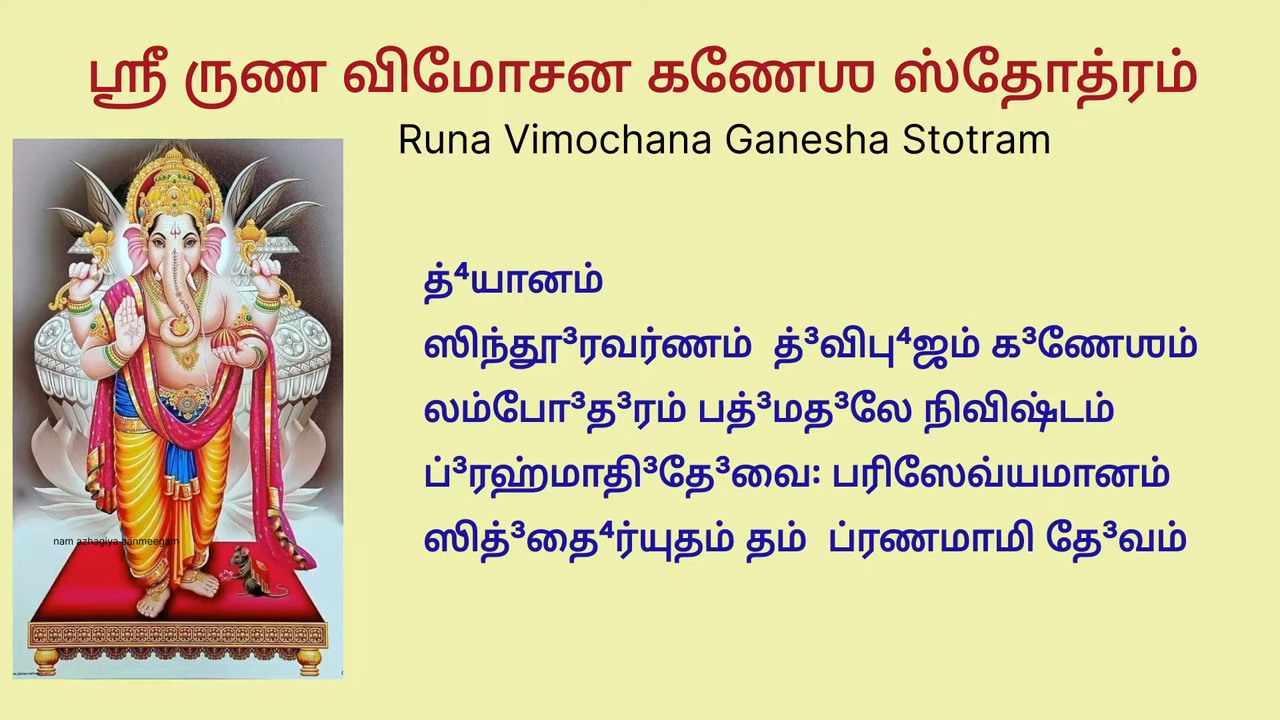 ஸ்ரீ ருண விமோசன கணேஶ ஸ்தோத்ரம்
Runa Vimochana Ganesha Stotram
த்⁴யானம்
ஸிந்தூ³ரவர்ணம் த்³விபு⁴ஜம் க³ணேஶம்
லம்போ³த³ரம் பத்³மத³லே நிவிஷ்டம்
ப்³ரஹ்மாதி³தே³வை: பரிஸேவ்யமானம்
ஸித்³தை⁴ர்யுதம் தம் ப்ரணமாமி தே³வம்
nam azhagiya aanmeegam